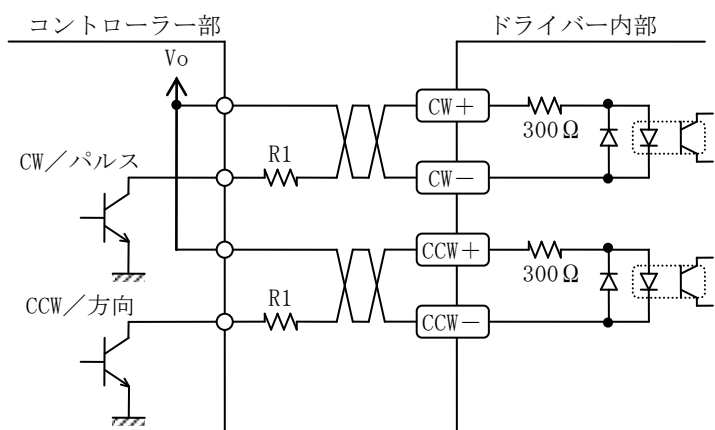 コントローラー部
ドライバー内部
Vo
CW+
300Ω
CW／パルス
R1
CW−
CCW+
300Ω
CCW／方向
R1
CCW−